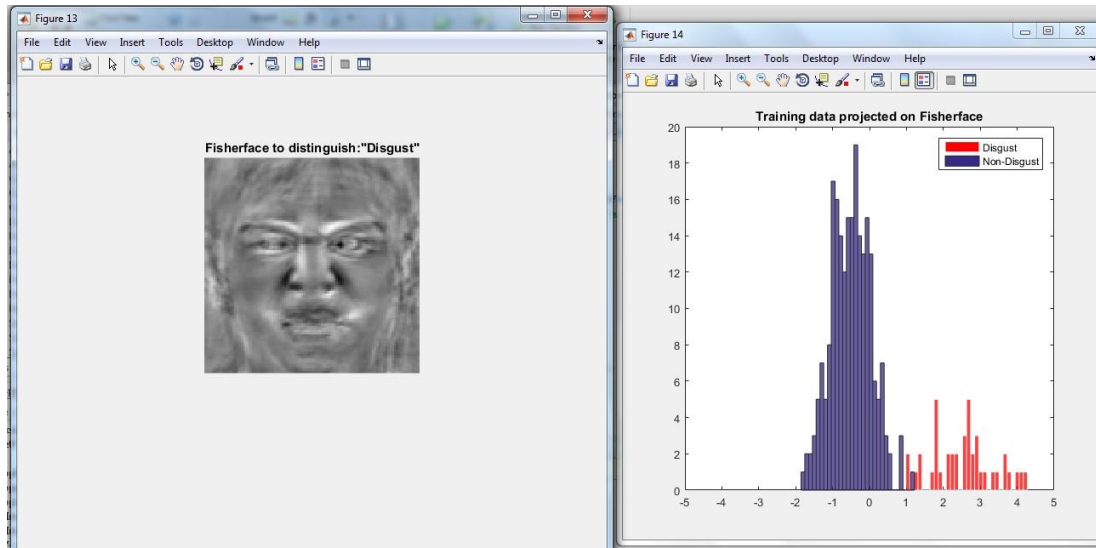 Figure 13
File Edit View Insert Tools Desktop Window Help
Fisherface to distinguish:"Disgust"
Figure 14
File Edit View Insert Tools Desktop Window Help
Training data projected on Fisherface
Disgust
Non-Disgust
20
18
16
14
12
10
8
6
4
2
0
-5 -4 -3 -2 -1 0 1 2 3 4 5